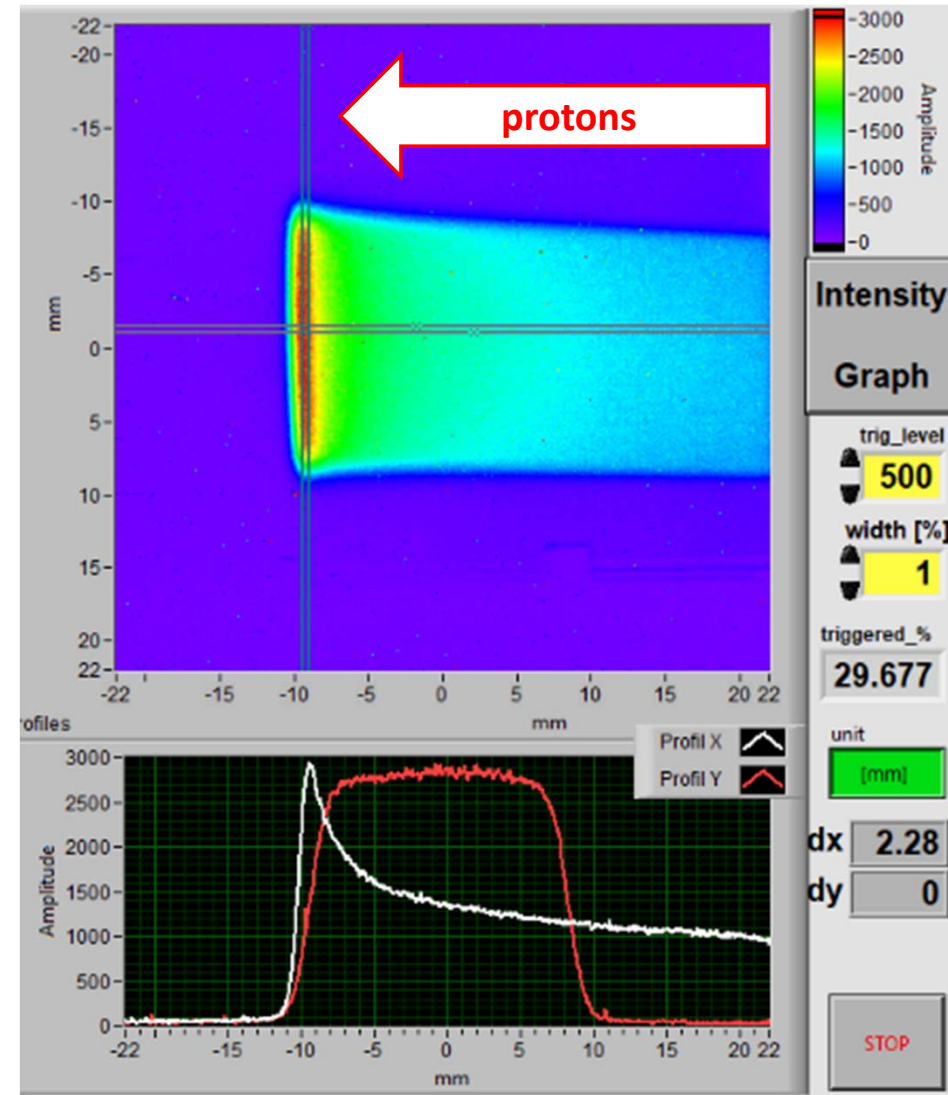 -22
-20
-15
-10
-5
0
5
10
15
20
22
mm
protons
-22
-15
-10
-5
0
5
10
15
20 22
mm
3000
2500
2000
1500
1000
500
0
Amplitude
Intensity
Graph
trig_level
500
width [%]
1
triggered_%
29.677
unit
[mm]
dx 2.28
dy 0
STOP
ofiles
Profil X
Profil Y
3000
2500
2000
1500
1000
500
0
Amplitude
-22
-15
-10
-5
0
5
10
15
20 22
mm